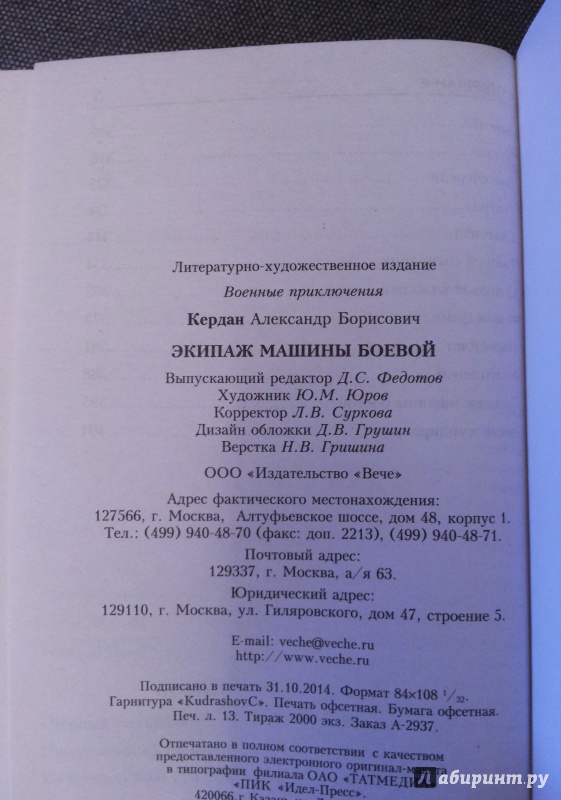 Литературно-художественное издание
Военные приключения
Кердан Александр Борисович
ЭКИПАЖ МАШИНЫ БОЕВОЙ
Выпускающий редактор Д.С. Федотов
Художник Ю.М. Юров
Корректор Л.В. Суркова
Дизайн обложки Д.В. Грушин
Верстка Н.В. Гришина
ООО «Издательство «Вече»
Адрес фактического местонахождения:
127566, г. Москва, Алтуфьевское шоссе, дом 48, корпус 1.
Тел.: (499) 940-48-70 (факс: доп. 2213), (499) 940-48-71.
Почтовый адрес:
129337, г. Москва, а/я 63.
Юридический адрес:
129110, г. Москва, ул. Гиляровского, дом 47, строение 5.
E-mail: veche@veche.ru
http://www.veche.ru
Подписано в печать 31.10.2014. Формат 84×108 1/32.
Гарнитура «KudrashovC». Печать офсетная. Бумага офсетная.
Печ. л. 13. Тираж 2000 экз. Заказ А-2937.
Отпечатано в полном соответствии с качеством
предоставленного электронного оригинал-макета
в типографии филиала ОАО «ТАТМЕДИ
«ПИК «Идел-Пресс».
420066, г.
Лабиринт.ру